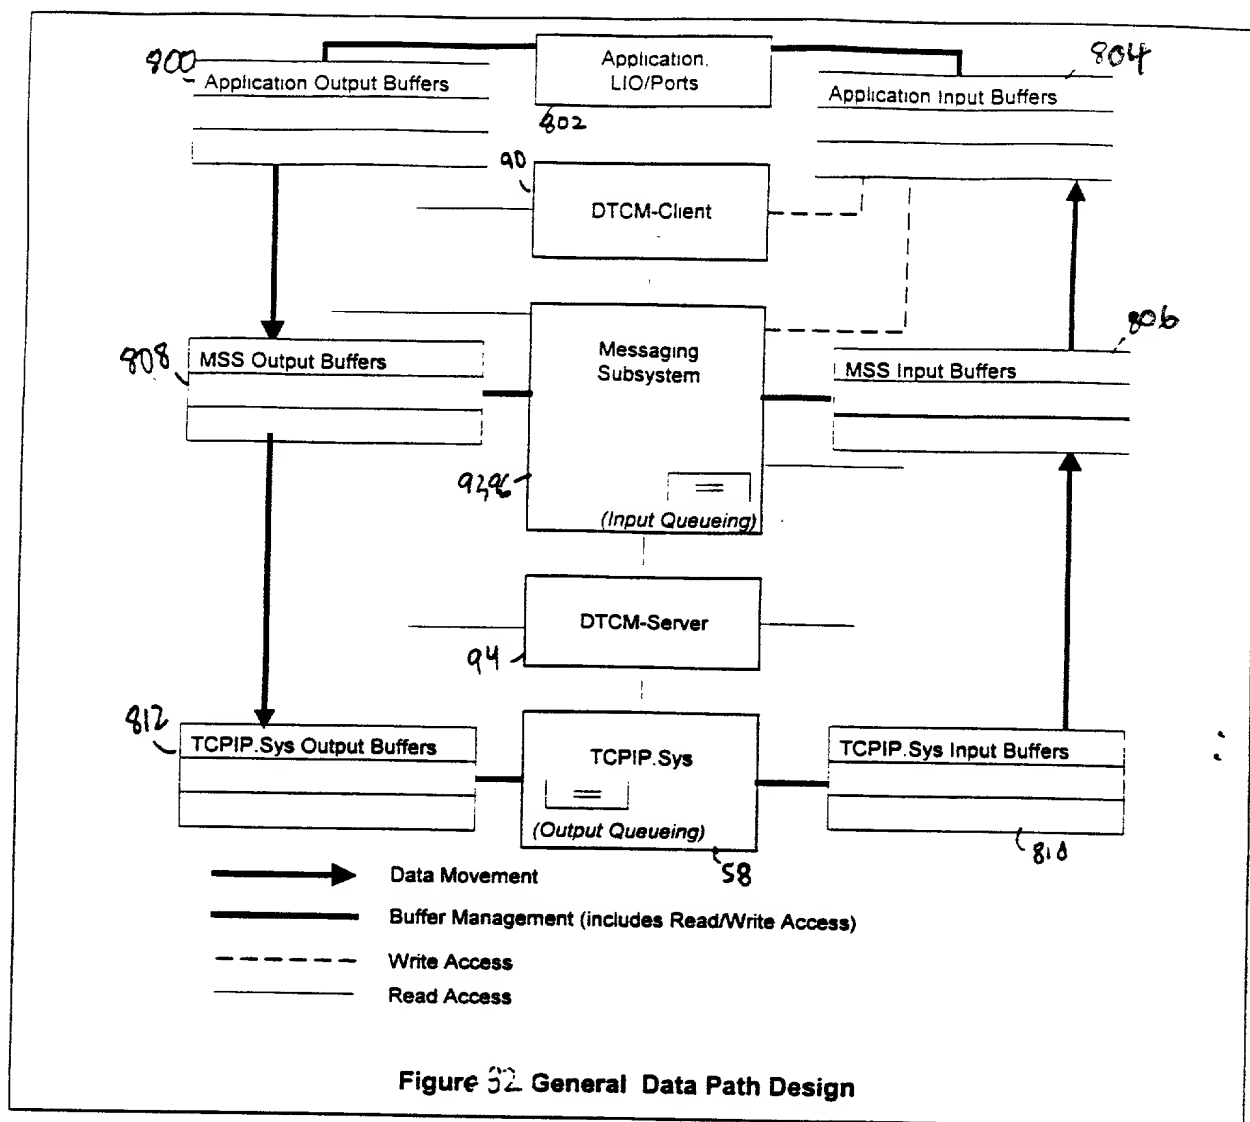 800
Application Output Buffers
Application,
LIO/Ports
802
804
Application Input Buffers
90
DTCM-Client
808
MSS Output Buffers
Messaging
Subsystem
806
MSS Input Buffers
(Input Queueing)
DTCM-Server
94
812
TCPIP.Sys Output Buffers
TCPIP.Sys
(Output Queueing)
58
TCPIP.Sys Input Buffers
810
Data Movement
Buffer Management (includes Read/Write Access)
Write Access
Read Access
Figure 32 General Data Path Design